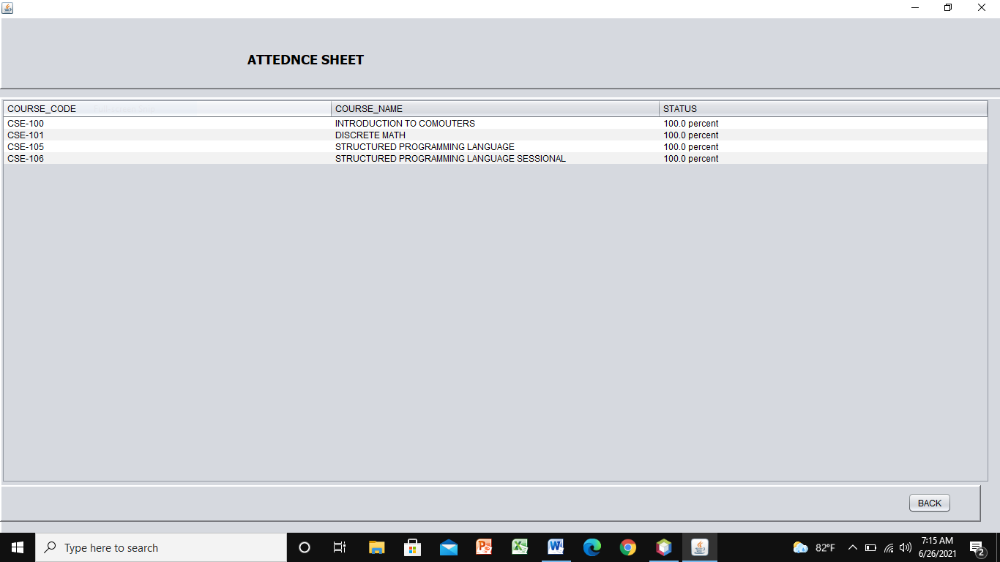 ATTEDNCE SHEET
COURSE_CODE COURSE_NAME STATUS
CSE-100 INTRODUCTION TO COMOUTERS 100.0 percent
CSE-101 DISCRETE MATH 100.0 percent
CSE-105 STRUCTURED PROGRAMMING LANGUAGE 100.0 percent
CSE-106 STRUCTURED PROGRAMMING LANGUAGE SESSIONAL 100.0 percent
BACK
Type here to search
82°F
7:15 AM
6/26/2021
2